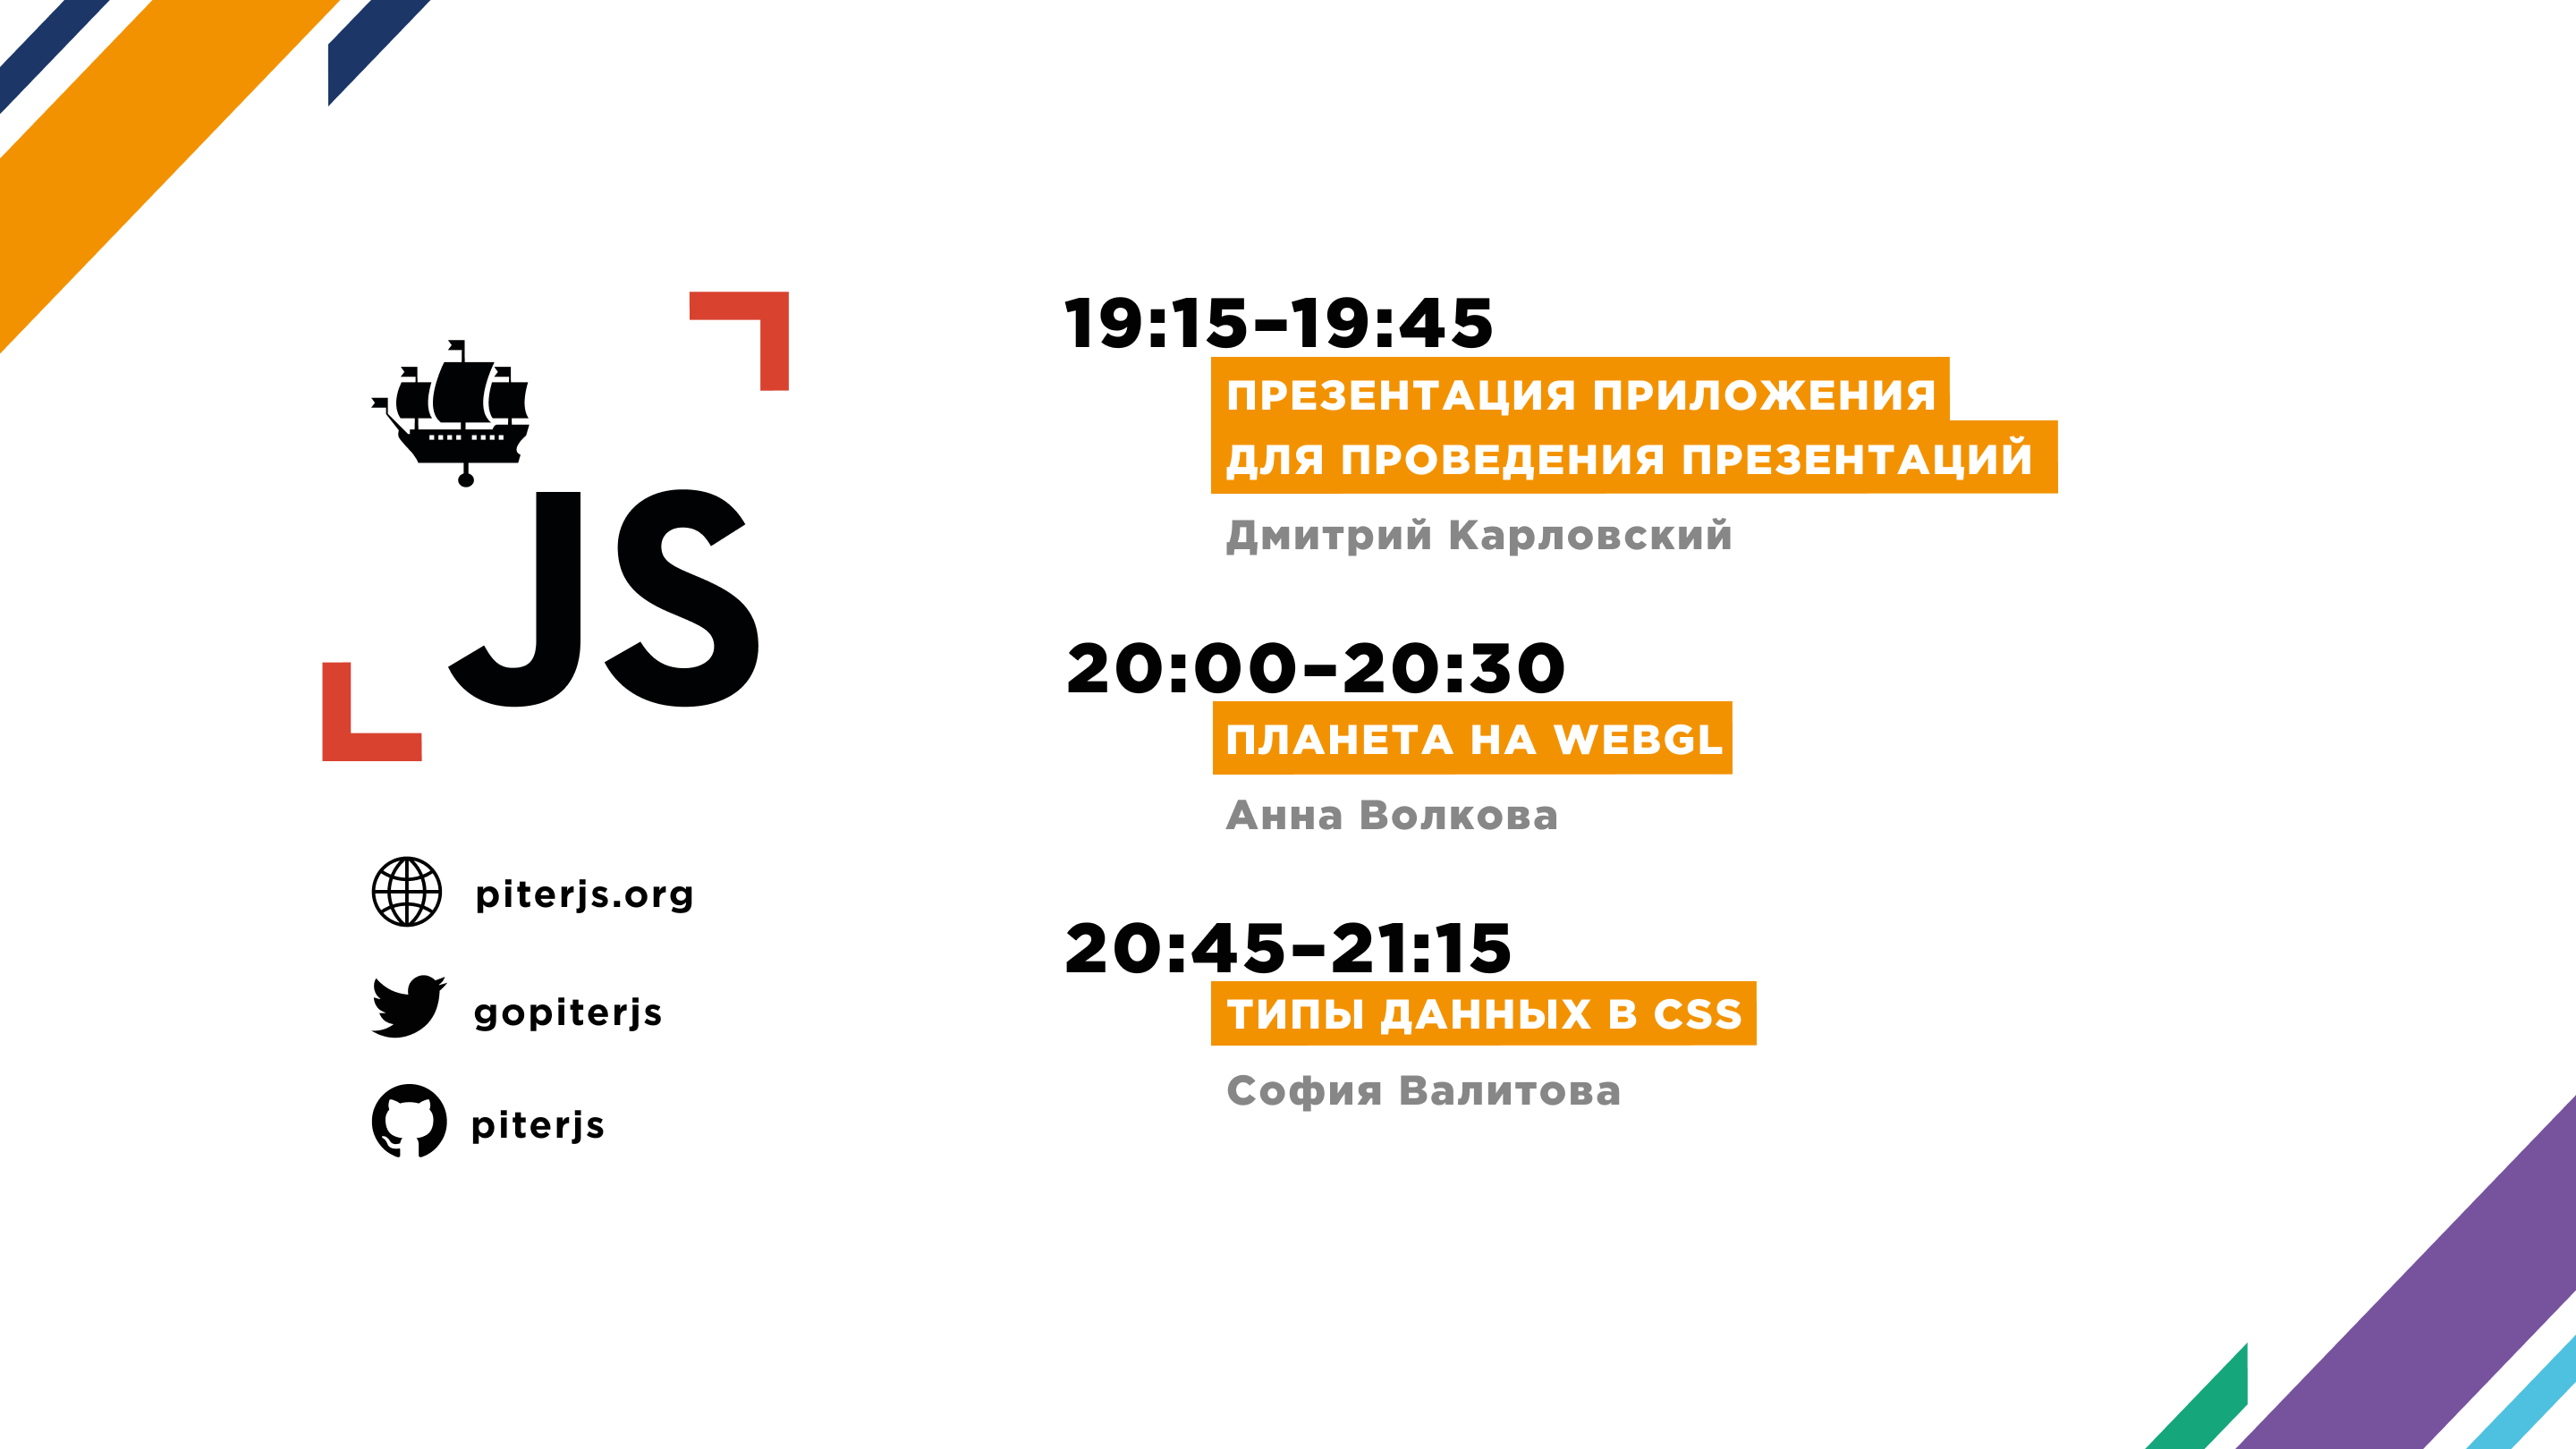 JS
piterjs.org
gopiterjs
piterjs
19:15–19:45
ПРЕЗЕНТАЦИЯ ПРИЛОЖЕНИЯ
ДЛЯ ПРОВЕДЕНИЯ ПРЕЗЕНТАЦИЙ
Дмитрий Карловский
20:00–20:30
ПЛАНЕТА НА WEBGL
Анна Волкова
20:45–21:15
ТИПЫ ДАННЫХ В CSS
София Валитова